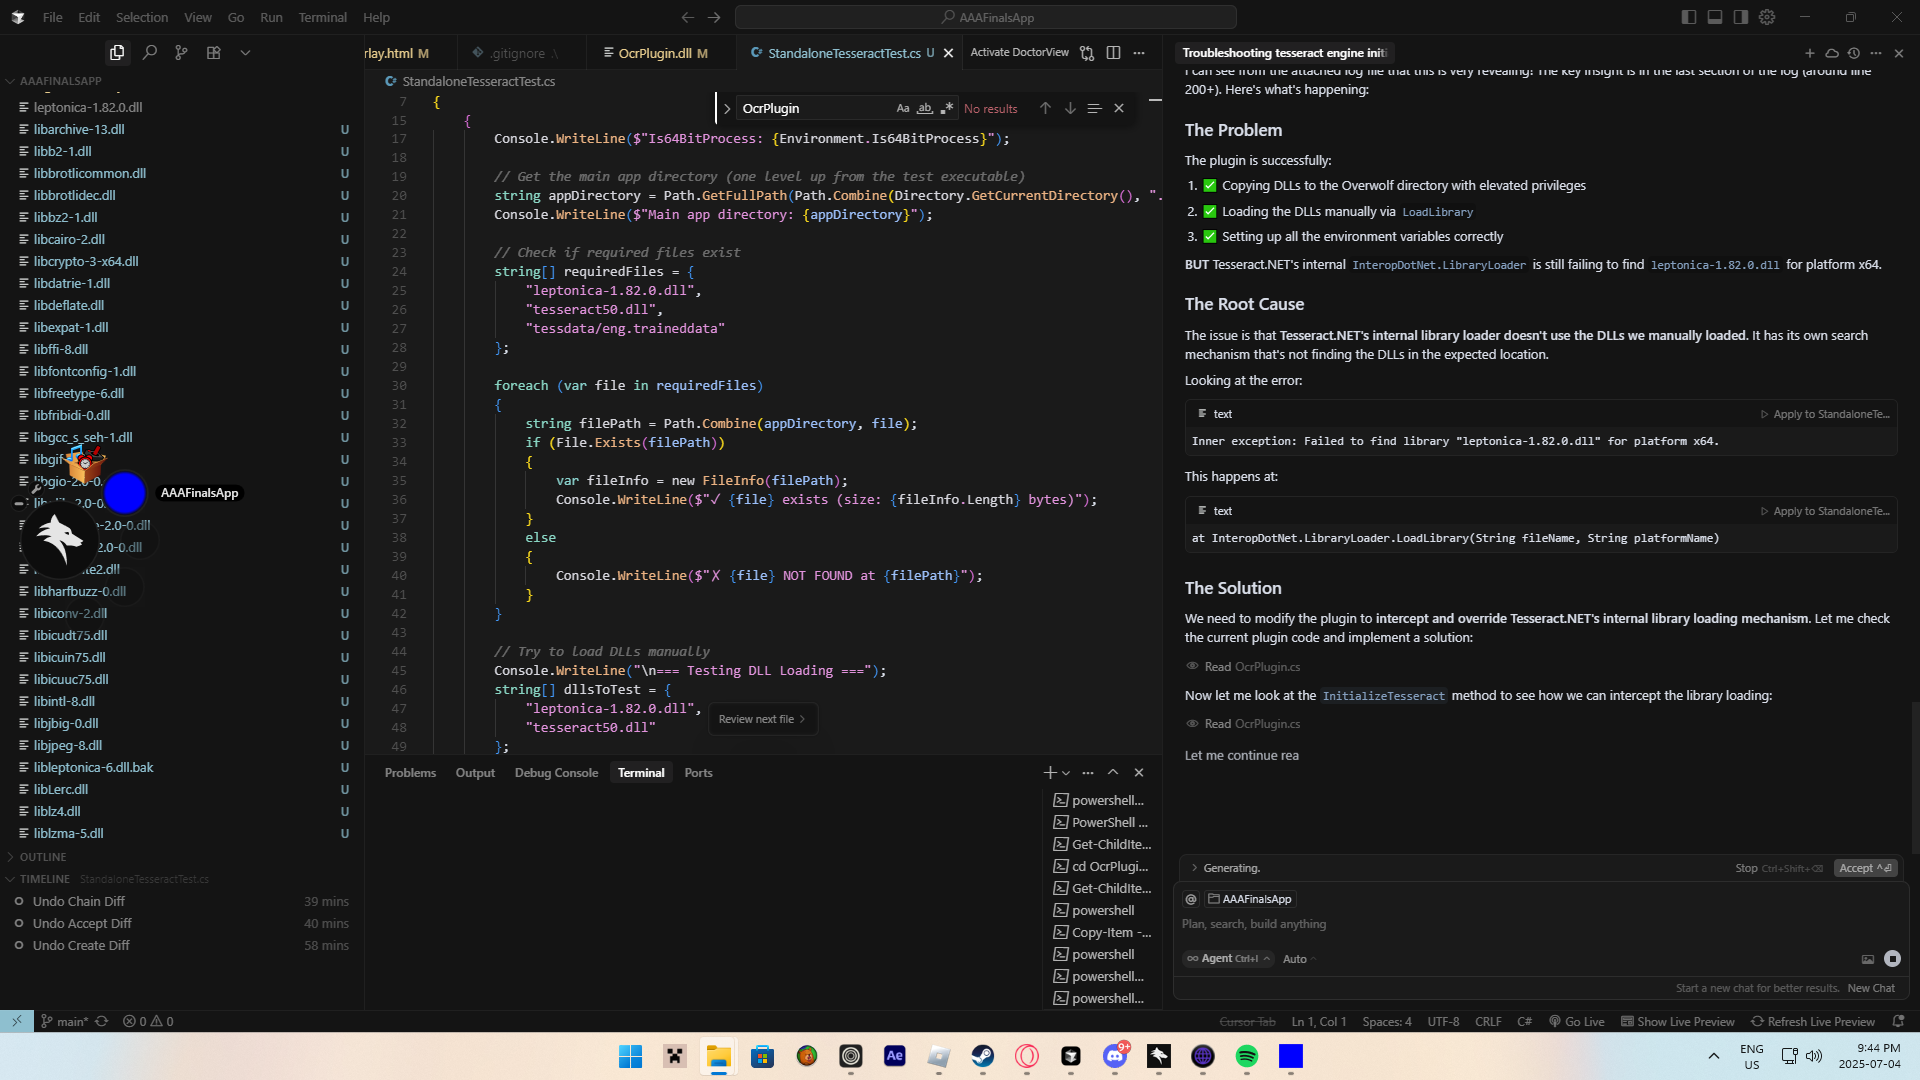 File Edit Selection View Go Run Terminal Help
AAAFinalsApp
rlay.html M
.gitignore
OcrPlugin.dll M
StandaloneTesseractTest.cs U
Activate DoctorView
AAAFINALSAPP
leptonica-1.82.0.dll
libarchive-13.dll U
libb2-1.dll U
libbrotlicommon.dll U
libbrotlidec.dll U
libbz2-1.dll U
libcairo-2.dll U
libcrypto-3-x64.dll U
libdatrie-1.dll U
libdeflate.dll U
libexpat-1.dll U
libffi-8.dll U
libfontconfig-1.dll U
libfreetype-6.dll U
libfribidi-0.dll U
libgcc_s_seh-1.dll U
libgif U
libgio-2.0-0. U
2.0-0. U
-2.0-0.dll U
2.0-0.dll U
te2.dll U
libharfbuzz-0.dll U
libiconv-2.dll U
libicudt75.dll U
libicuin75.dll U
libicuuc75.dll U
libintl-8.dll U
libjbig-0.dll U
libjpeg-8.dll U
libleptonica-6.dll.bak U
libLerc.dll U
liblz4.dll U
liblzma-5.dll U
AAAFinalsApp
OUTLINE
TIMELINE StandaloneTesseractTest.cs
Undo Chain Diff 39 mins
Undo Accept Diff 40 mins
Undo Create Diff 58 mins
StandaloneTesseractTest.cs
OcrPlugin
Aa ab No results
7 {
15 {
17 Console.WriteLine($"Is64BitProcess: {Environment.Is64BitProcess}");
18
19 // Get the main app directory (one level up from the test executable)
20 string appDirectory = Path.GetFullPath(Path.Combine(Directory.GetCurrentDirectory(), ".
21 Console.WriteLine($"Main app directory: {appDirectory}");
22
23 // Check if required files exist
24 string[] requiredFiles = {
25 "leptonica-1.82.0.dll",
26 "tesseract50.dll",
27 "tessdata/eng.traineddata"
28 };
29
30 foreach (var file in requiredFiles)
31 {
32 string filePath = Path.Combine(appDirectory, file);
33 if (File.Exists(filePath))
34 {
35 var fileInfo = new FileInfo(filePath);
36 Console.WriteLine($"✓ {file} exists (size: {fileInfo.Length} bytes)");
37 }
38 else
39 {
40 Console.WriteLine($"✗ {file} NOT FOUND at {filePath}");
41 }
42 }
43
44 // Try to load DLLs manually
45 Console.WriteLine("\n=== Testing DLL Loading ===");
46 string[] dllsToTest = {
47 "leptonica-1.82.0.dll",
48 "tesseract50.dll"
49 };
Review next file
Problems Output Debug Console Terminal Ports
powershell...
PowerShell ...
Get-ChildIte...
cd OcrPlugi...
Get-ChildIte...
powershell
Copy-Item -...
powershell
powershell...
powershell...
Troubleshooting tesseract engine initi
I can see from the attached log file that this is very revealing! The key insight is in the last section of the log (around line
200+). Here's what's happening:
The Problem
The plugin is successfully:
1. ✅ Copying DLLs to the Overwolf directory with elevated privileges
2. ✅ Loading the DLLs manually via LoadLibrary
3. ✅ Setting up all the environment variables correctly
BUT Tesseract.NET's internal InteropDotNet.LibraryLoader is still failing to find leptonica-1.82.0.dll for platform x64.
The Root Cause
The issue is that Tesseract.NET's internal library loader doesn't use the DLLs we manually loaded. It has its own search
mechanism that's not finding the DLLs in the expected location.
Looking at the error:
text Apply to StandaloneTe...
Inner exception: Failed to find library "leptonica-1.82.0.dll" for platform x64.
This happens at:
text Apply to StandaloneTe...
at InteropDotNet.LibraryLoader.LoadLibrary(String fileName, String platformName)
The Solution
We need to modify the plugin to intercept and override Tesseract.NET's internal library loading mechanism. Let me check
the current plugin code and implement a solution:
Read OcrPlugin.cs
Now let me look at the InitializeTesseract method to see how we can intercept the library loading:
Read OcrPlugin.cs
Let me continue rea
Generating. Stop Ctrl+Shift+⌫ Accept ^⏎
@ AAAFinalsApp
Plan, search, build anything
Agent Ctrl+I Auto
Start a new chat for better results. New Chat
main* 0 0
Cursor Tab Ln 1, Col 1 Spaces: 4 UTF-8 CRLF C# Go Live Show Live Preview Refresh Live Preview
Ae
9+
ENG
US
9:44 PM
2025-07-04